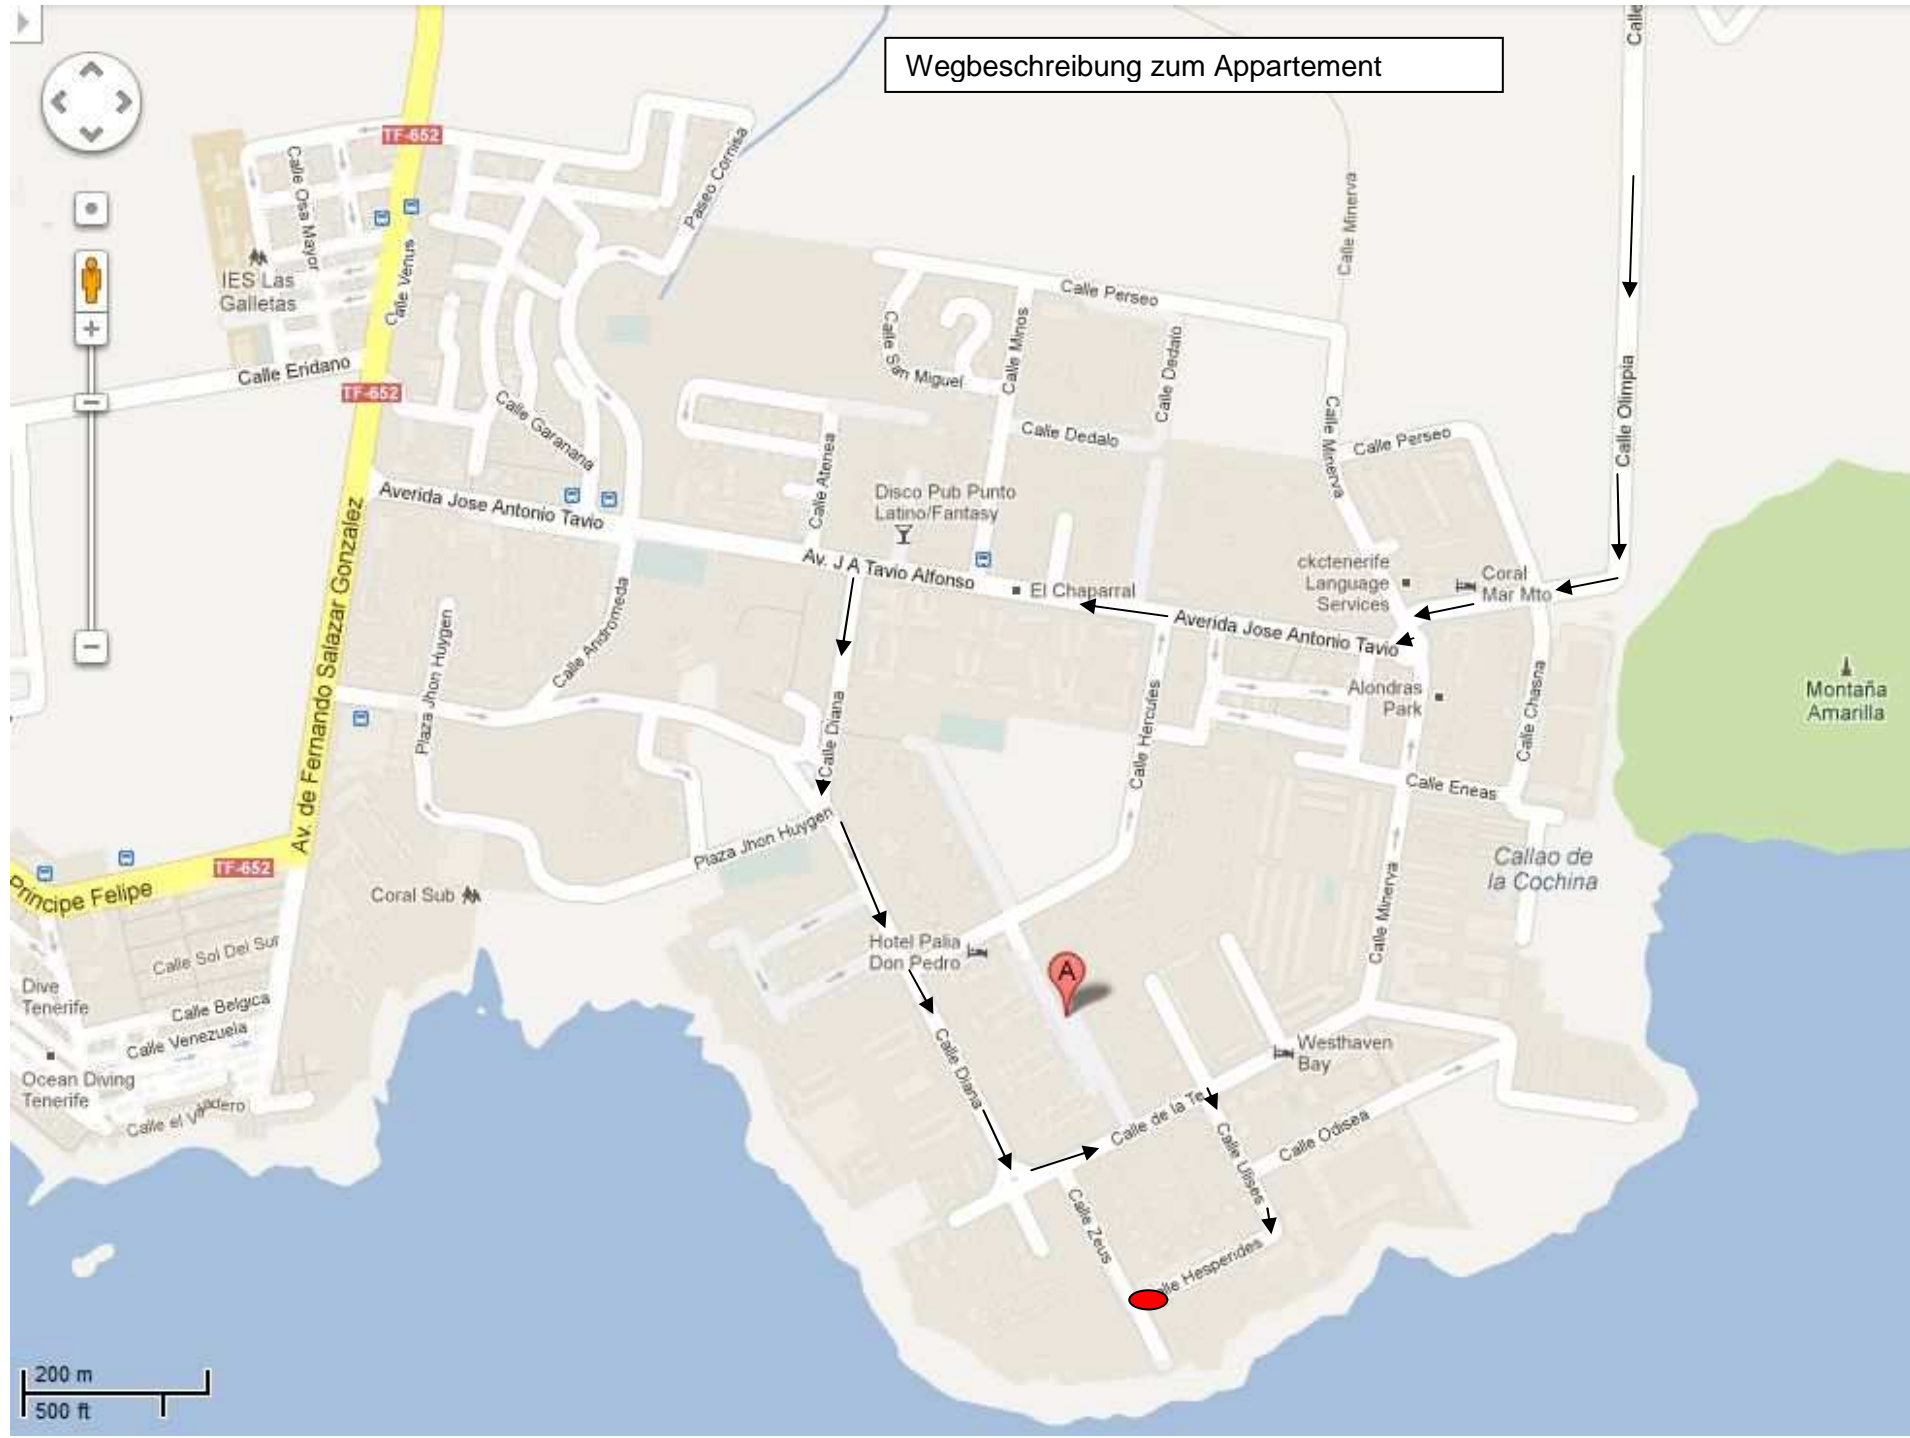 Wegbeschreibung zum Appartement
Calle
TF-652
Calle Osa Mayor
Paseo Cornisa
Calle Minerva
Calle Venus
IES Las
Galletas
Calle Perseo
Calle Minos
Calle San Miguel
Calle Dedalo
Calle Eridano
TF-652
Calle Olimpia
Calle Garanana
Calle Dedalo
Calle Minerva
Calle Perseo
Calle Atenea
Averida Jose Antonio Tavio
Disco Pub Punto
Latino/Fantasy
Av. J A Tavio Alfonso
El Chaparral
ckctenerife
Language
Services
Coral
Mar Mto
Averida Jose Antonio Tavio
Av. de Fernando Salazar Gonzalez
Calle Andromeda
Plaza Jhon Huygen
Calle Diana
Calle Hercules
Alondras
Park
Calle Chasna
Montaña
Amarilla
Calle Eneas
Plaza Jhon Huygen
TF-652
Principe Felipe
Coral Sub
Callao de
la Cochina
Calle Minerva
Calle Sol Del Sur
Hotel Palia
Don Pedro
A
Dive
Tenerife
Calle Belgica
Calle Venezuela
Calle Diana
Westhaven
Bay
Ocean Diving
Tenerife
Calle el Valadero
Calle de la Te
Calle Ulises
Calle Odisea
Calle Zeus
Calle Hesperides
200 m
500 ft